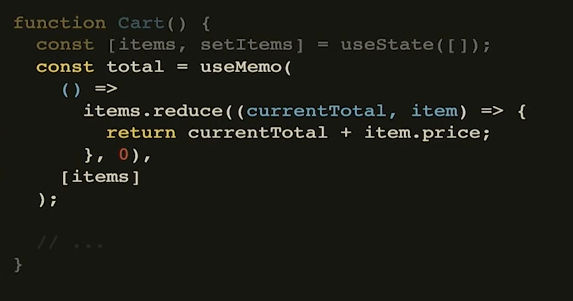 function Cart() {
  const [items, setItems] = useState([]);
  const total = useMemo(
    () =>
      items.reduce((currentTotal, item) => {
        return currentTotal + item.price;
      }, 0),
    [items]
  );

  // ...
}